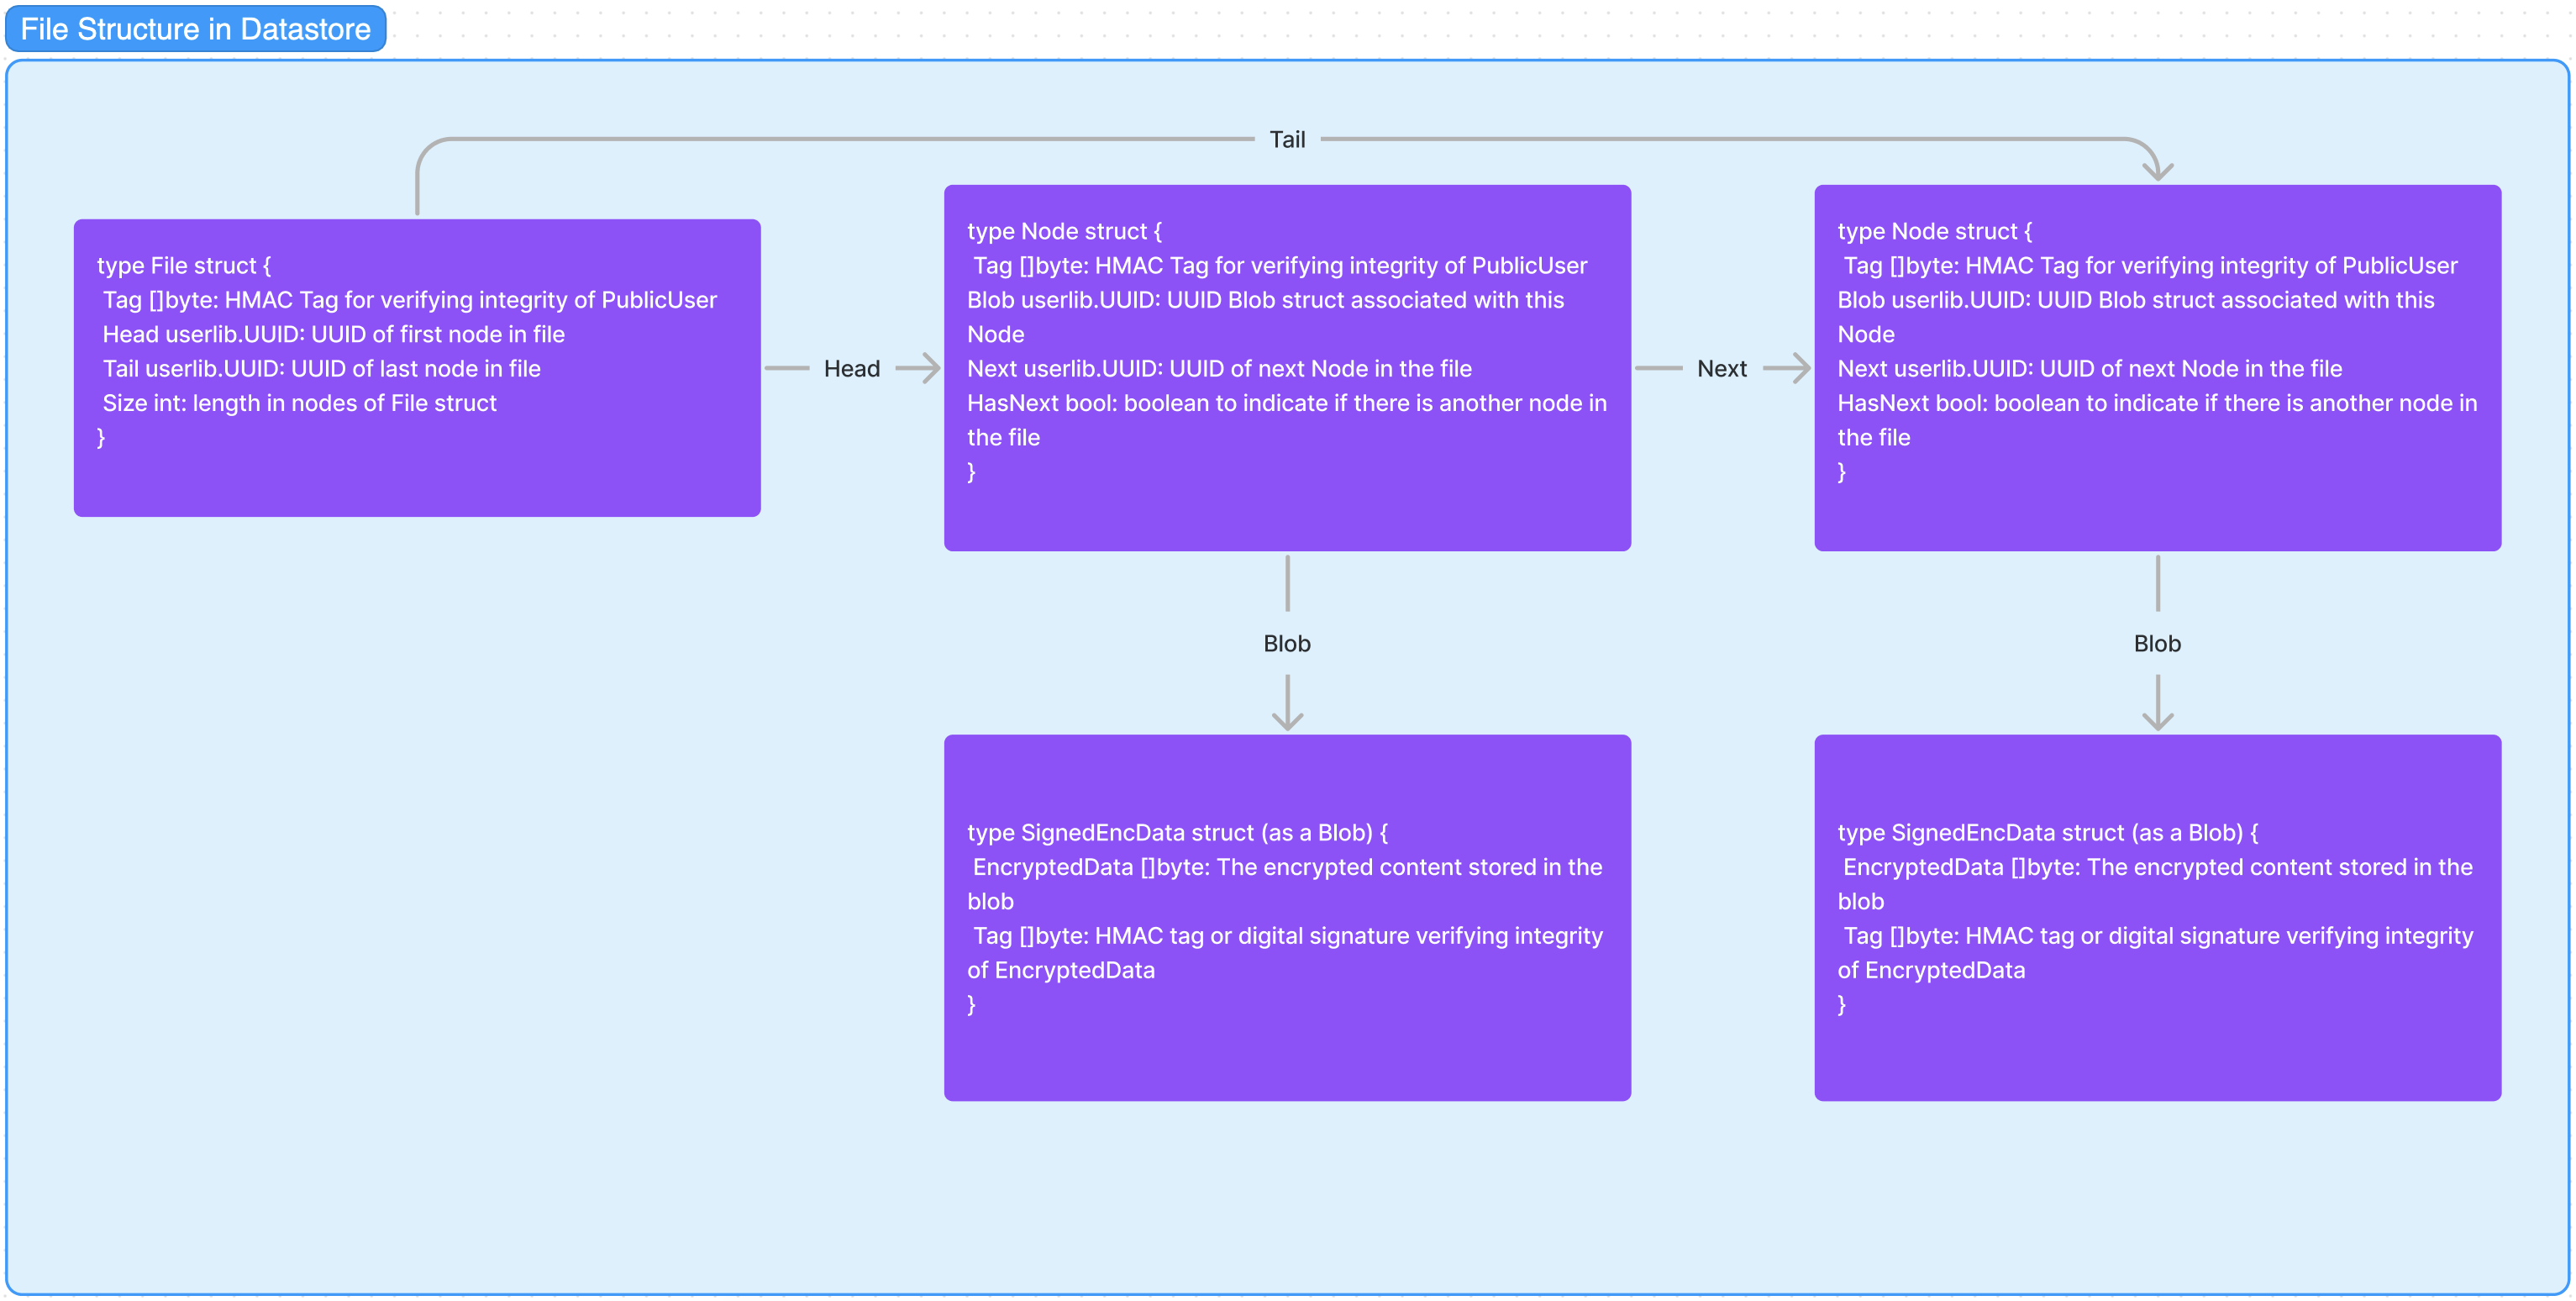 File Structure in Datastore
Tail
type File struct {
Tag []byte: HMAC Tag for verifying integrity of PublicUser
Head userlib.UUID: UUID of first node in file
Tail userlib.UUID: UUID of last node in file
Size int: length in nodes of File struct
}
Head
type Node struct {
Tag []byte: HMAC Tag for verifying integrity of PublicUser
Blob userlib.UUID: UUID Blob struct associated with this
Node
Next userlib.UUID: UUID of next Node in the file
HasNext bool: boolean to indicate if there is another node in
the file
}
Next
type Node struct {
Tag []byte: HMAC Tag for verifying integrity of PublicUser
Blob userlib.UUID: UUID Blob struct associated with this
Node
Next userlib.UUID: UUID of next Node in the file
HasNext bool: boolean to indicate if there is another node in
the file
}
Blob
Blob
type SignedEncData struct (as a Blob) {
EncryptedData []byte: The encrypted content stored in the
blob
Tag []byte: HMAC tag or digital signature verifying integrity
of EncryptedData
}
type SignedEncData struct (as a Blob) {
EncryptedData []byte: The encrypted content stored in the
blob
Tag []byte: HMAC tag or digital signature verifying integrity
of EncryptedData
}